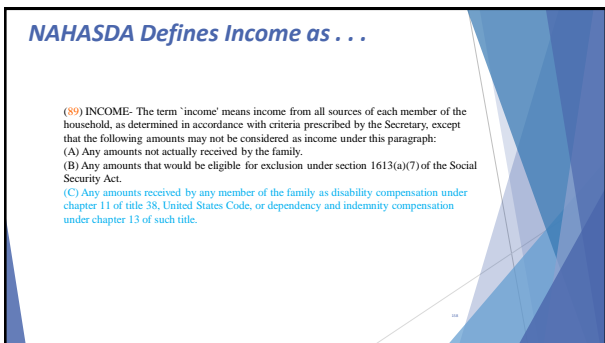 NAHASDA Defines Income as . . .
(89) INCOME- The term `income' means income from all sources of each member of the
household, as determined in accordance with criteria prescribed by the Secretary, except
that the following amounts may not be considered as income under this paragraph:
(A) Any amounts not actually received by the family.
(B) Any amounts that would be eligible for exclusion under section 1613(a)(7) of the Social
Security Act.
(C) Any amounts received by any member of the family as disability compensation under
chapter 11 of title 38, United States Code, or dependency and indemnity compensation
under chapter 13 of such title.